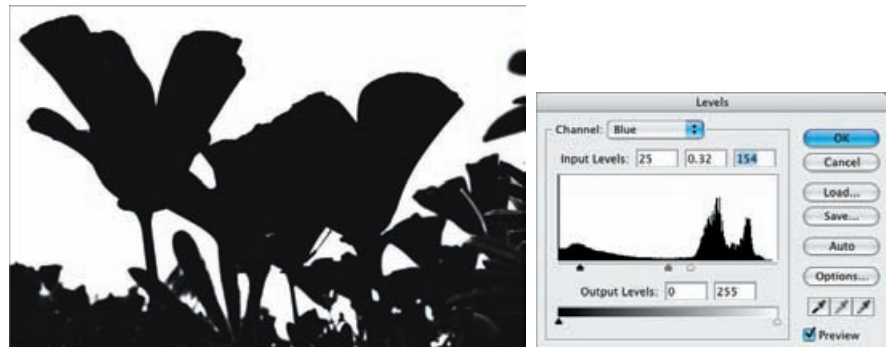 Levels
Channel: Blue
OK
Input Levels: 25 0.32 154
Cancel
Load...
Save...
Auto
Options...
Output Levels: 0 255
Preview